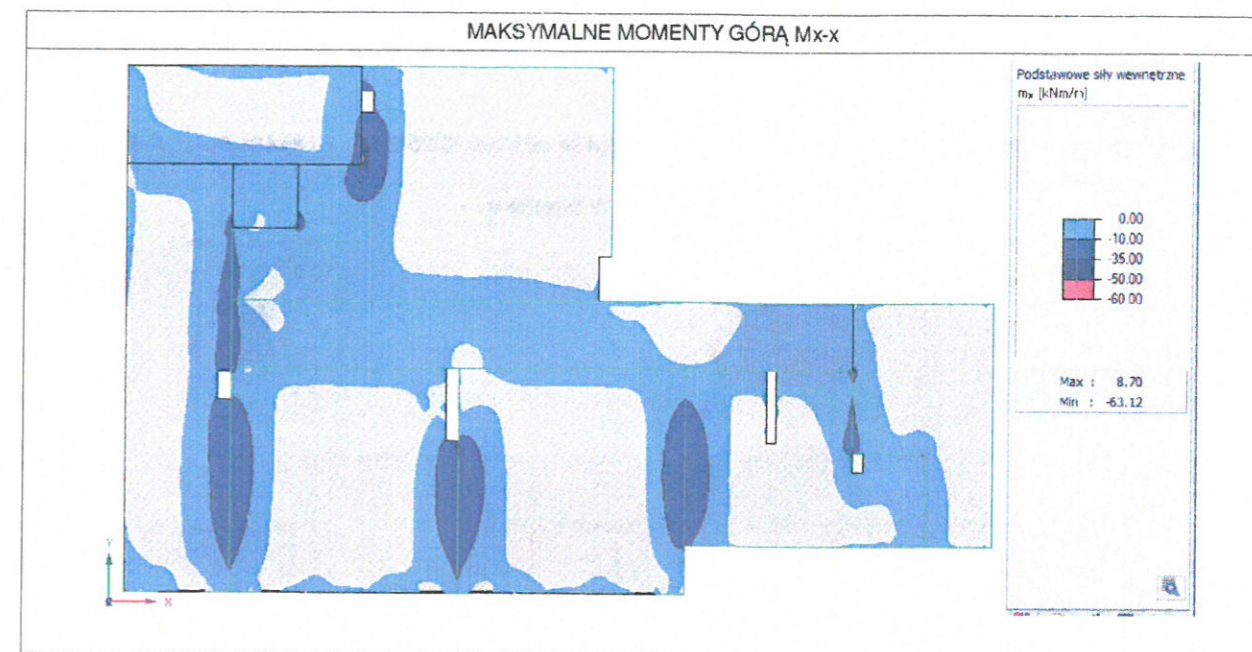 MAKSYMALNE MOMENTY GÓRĄ Mx-x
Podstawowe siły wewnętrzne
mx [kNm/m]
0.00
-10.00
-35.00
-50.00
-60.00
Max : 8.70
Min : -63.12
Y
X